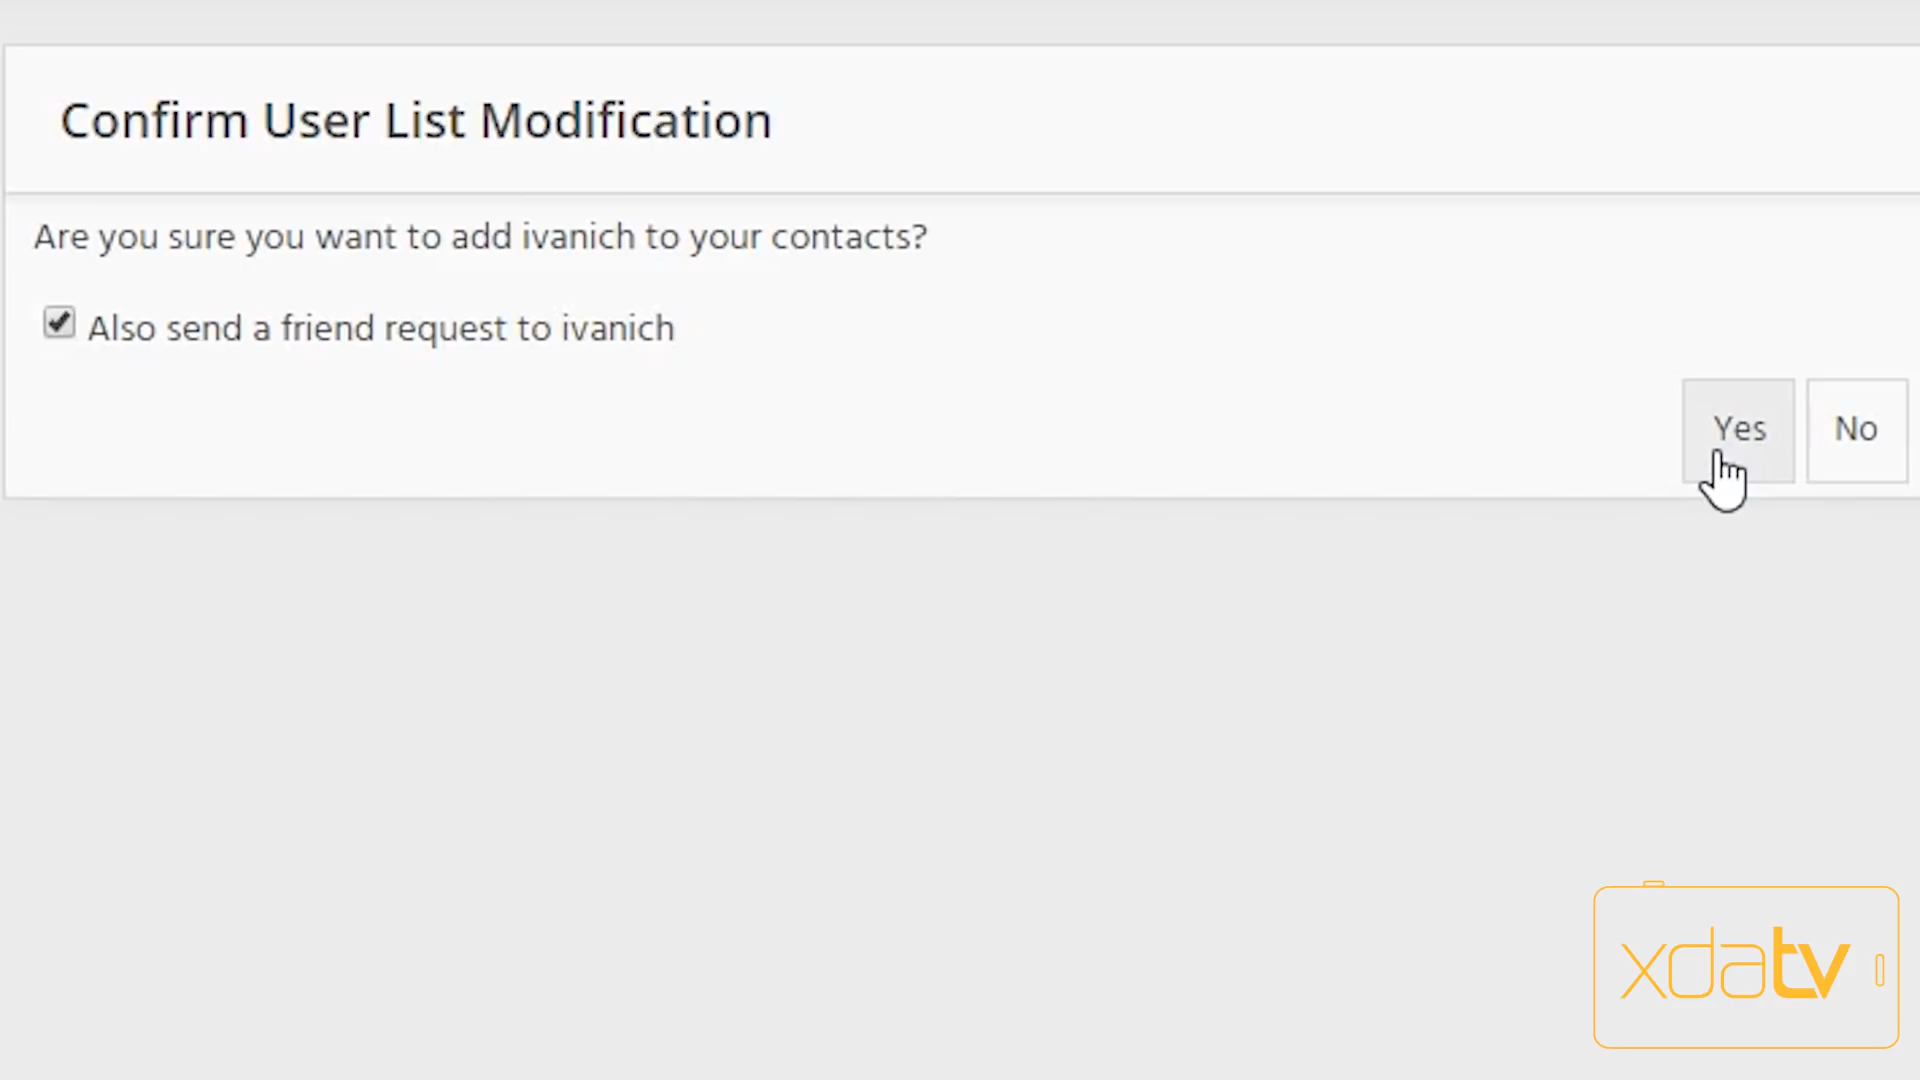 Confirm User List Modification
Are you sure you want to add ivanich to your contacts?
Also send a friend request to ivanich
Yes
No
xdatv